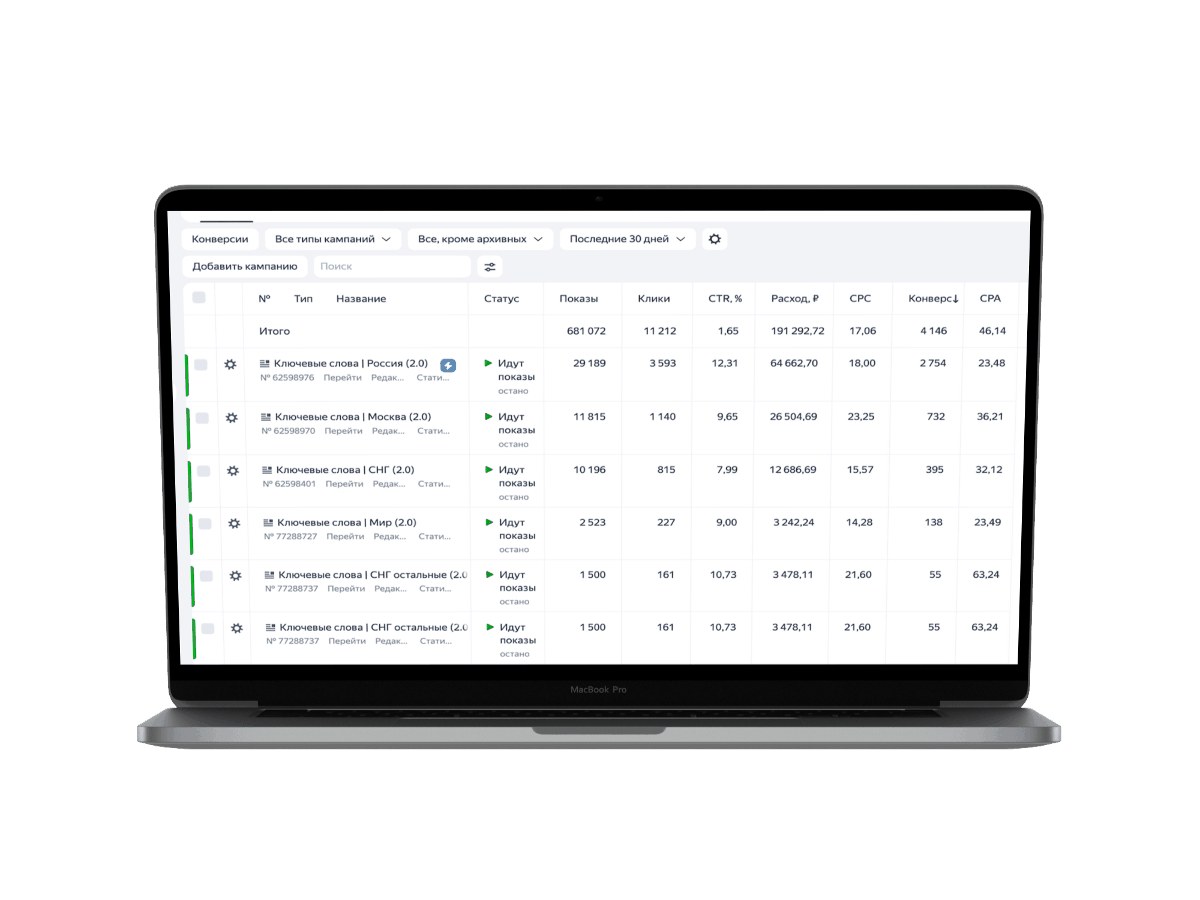 Конверсии Все типы кампаний Все, кроме архивных Последние 30 дней
Добавить кампанию Поиск
№ Тип Название Статус Показы Клики CTR, % Расход, ₽ CPC Конверс↓ CPA
Итого 681 072 11 212 1,65 191 292,72 17,06 4 146 46,14
Ключевые слова | Россия (2.0) Идут 29 189 3 593 12,31 64 662,70 18,00 2 754 23,48
№ 62598976 Перейти Редак... Стати... показы
остано
Ключевые слова | Москва (2.0) Идут 11 815 1 140 9,65 26 504,69 23,25 732 36,21
№ 62598970 Перейти Редак... Стати... показы
остано
Ключевые слова | СНГ (2.0) Идут 10 196 815 7,99 12 686,69 15,57 395 32,12
№ 62598401 Перейти Редак... Стати... показы
остано
Ключевые слова | Мир (2.0) Идут 2 523 227 9,00 3 242,24 14,28 138 23,49
№ 77288727 Перейти Редак... Стати... показы
остано
Ключевые слова | СНГ остальные (2.0 Идут 1 500 161 10,73 3 478,11 21,60 55 63,24
№ 77288737 Перейти Редак... Стати... показы
остано
Ключевые слова | СНГ остальные (2.0 Идут 1 500 161 10,73 3 478,11 21,60 55 63,24
№ 77288737 Перейти Редак... Стати... показы
остано
MacBook Pro